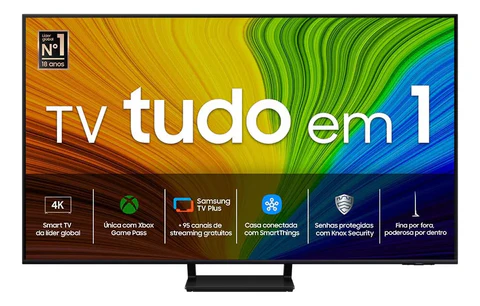 Líder
global
Nº1
18 anos
TV tudo em 1
4K
Smart TV
da líder global
Única com Xbox
Game Pass
Samsung
TV Plus
+95 canais de
streaming gratuitos
Casa conectada
com SmartThings
Senhas protegidas
com Knox Security
Fina por fora,
poderosa por dentro